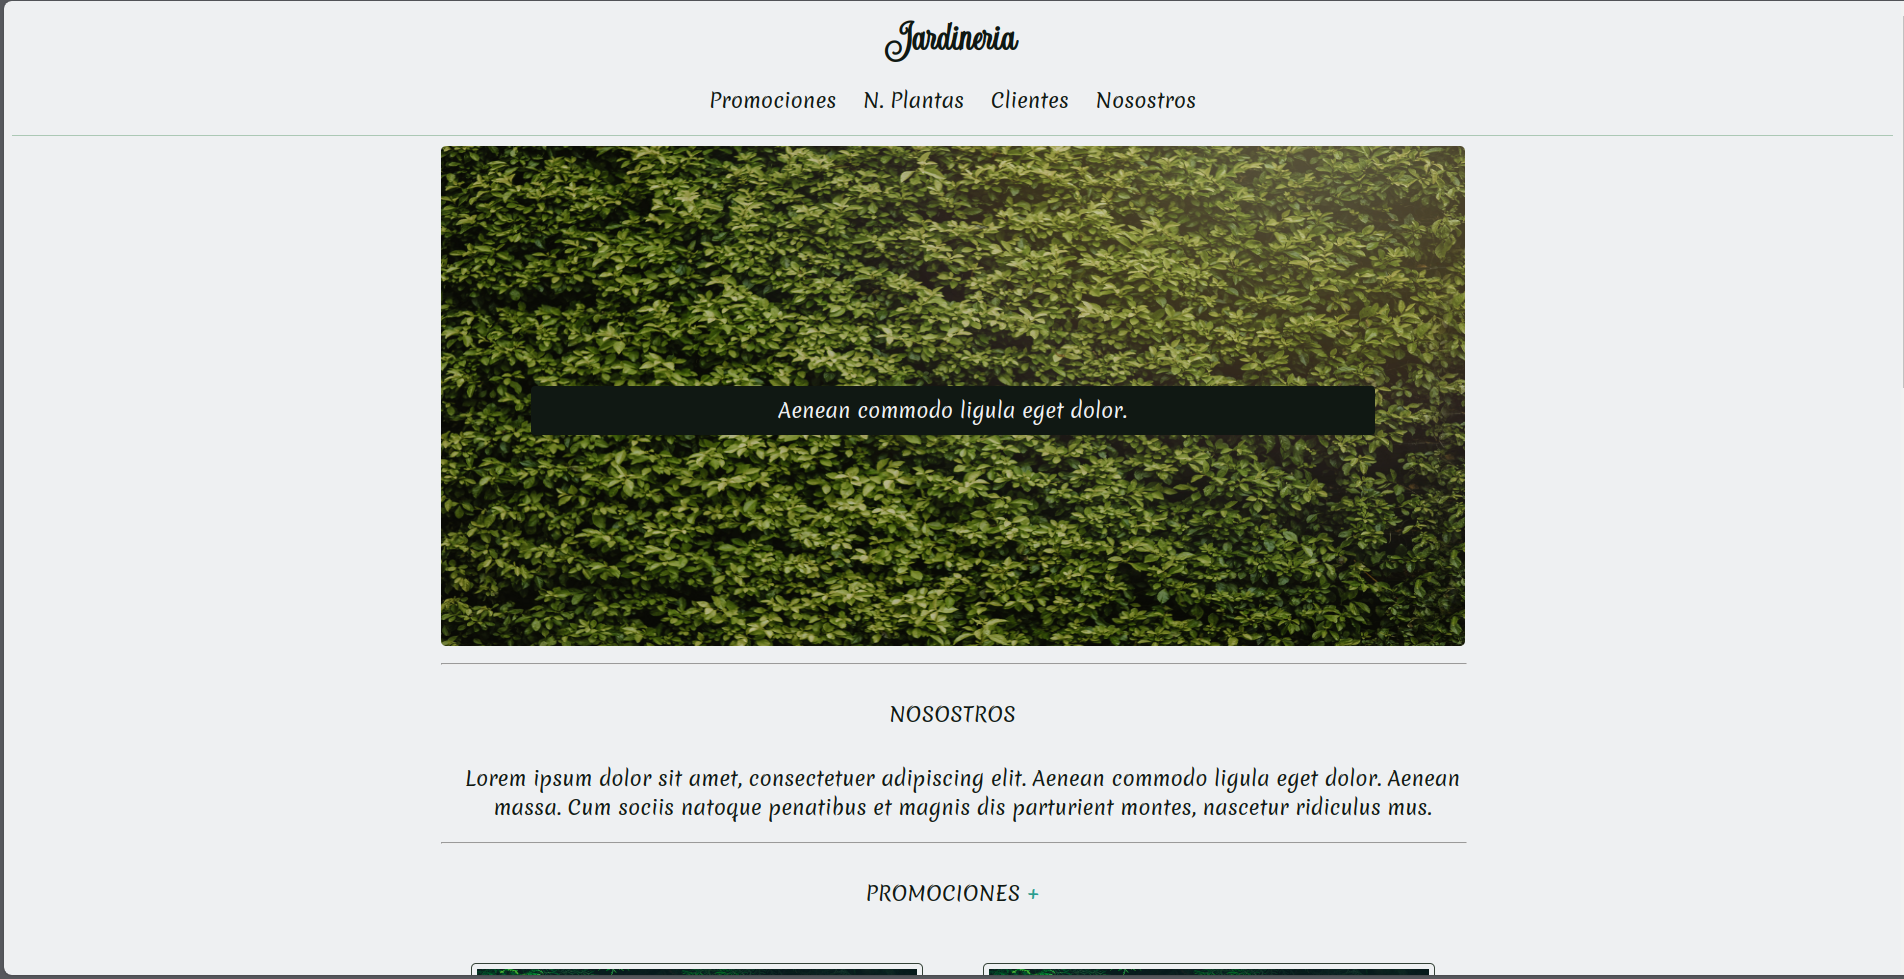 Jardineria
Promociones N. Plantas Clientes Nosostros
Aenean commodo ligula eget dolor.
NOSOSTROS
Lorem ipsum dolor sit amet, consectetuer adipiscing elit. Aenean commodo ligula eget dolor. Aenean
massa. Cum sociis natoque penatibus et magnis dis parturient montes, nascetur ridiculus mus.
PROMOCIONES +